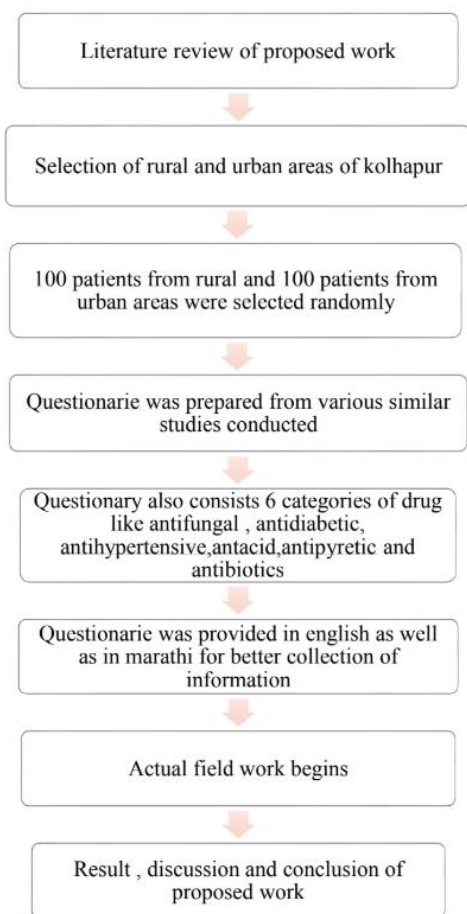 Literature review of proposed work
Selection of rural and urban areas of kolhapur
100 patients from rural and 100 patients from
urban areas were selected randomly
Questionarie was prepared from various similar
studies conducted
Questionary also consists 6 categories of drug
like antifungal , antidiabetic,
antihypertensive,antacid,antipyretic and
antibiotics
Questionarie was provided in english as well
as in marathi for better collection of
information
Actual field work begins
Result , discussion and conclusion of
proposed work